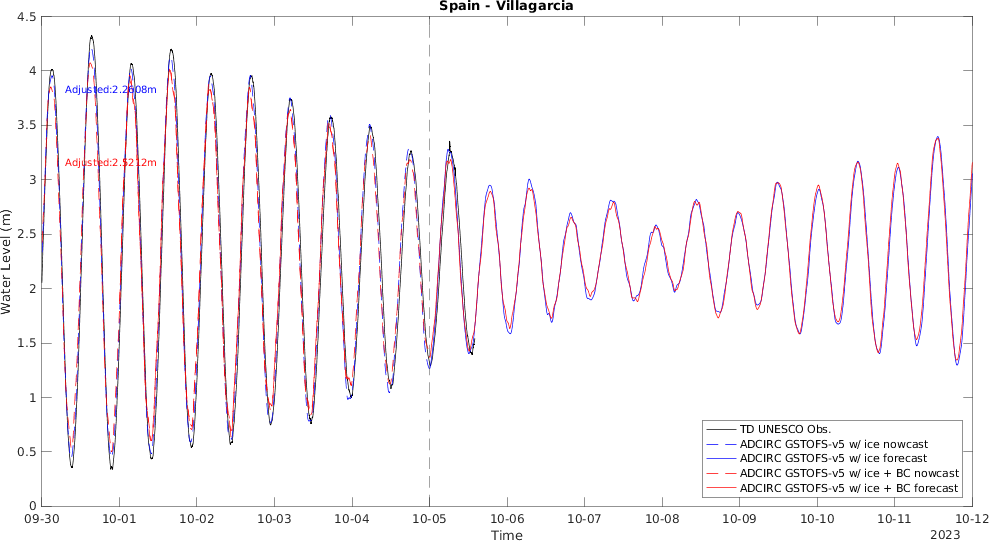 Spain - Villagarcia
4.5
4
3.5
3
2.5
2
1.5
1
0.5
0
Water Level (m)
Adjusted:2.2608m
Adjusted:2.5212m
TD UNESCO Obs.
ADCIRC GSTOFS-v5 w/ ice nowcast
ADCIRC GSTOFS-v5 w/ ice forecast
ADCIRC GSTOFS-v5 w/ ice + BC nowcast
ADCIRC GSTOFS-v5 w/ ice + BC forecast
09-30 10-01 10-02 10-03 10-04 10-05 10-06 10-07 10-08 10-09 10-10 10-11 10-12
Time
2023